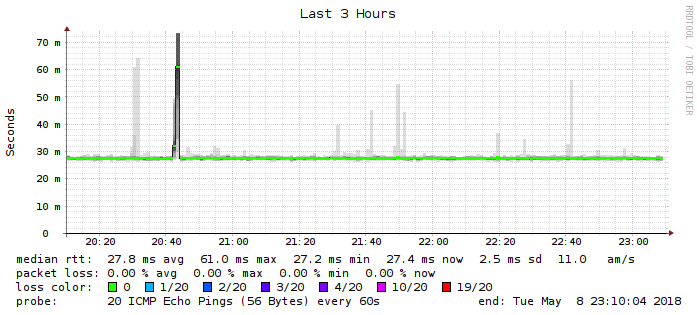 Last 3 Hours
RRDTOOL / TOBI OETIKER
Seconds
70 m
60 m
50 m
40 m
30 m
20 m
10 m
0
20:20 20:40 21:00 21:20 21:40 22:00 22:20 22:40 23:00
median rtt: 27.8 ms avg 61.0 ms max 27.2 ms min 27.4 ms now 2.5 ms sd 11.0 am/s
packet loss: 0.00 % avg 0.00 % max 0.00 % min 0.00 % now
loss color: 0 1/20 2/20 3/20 4/20 10/20 19/20
probe: 20 ICMP Echo Pings (56 Bytes) every 60s end: Tue May 8 23:10:04 2018